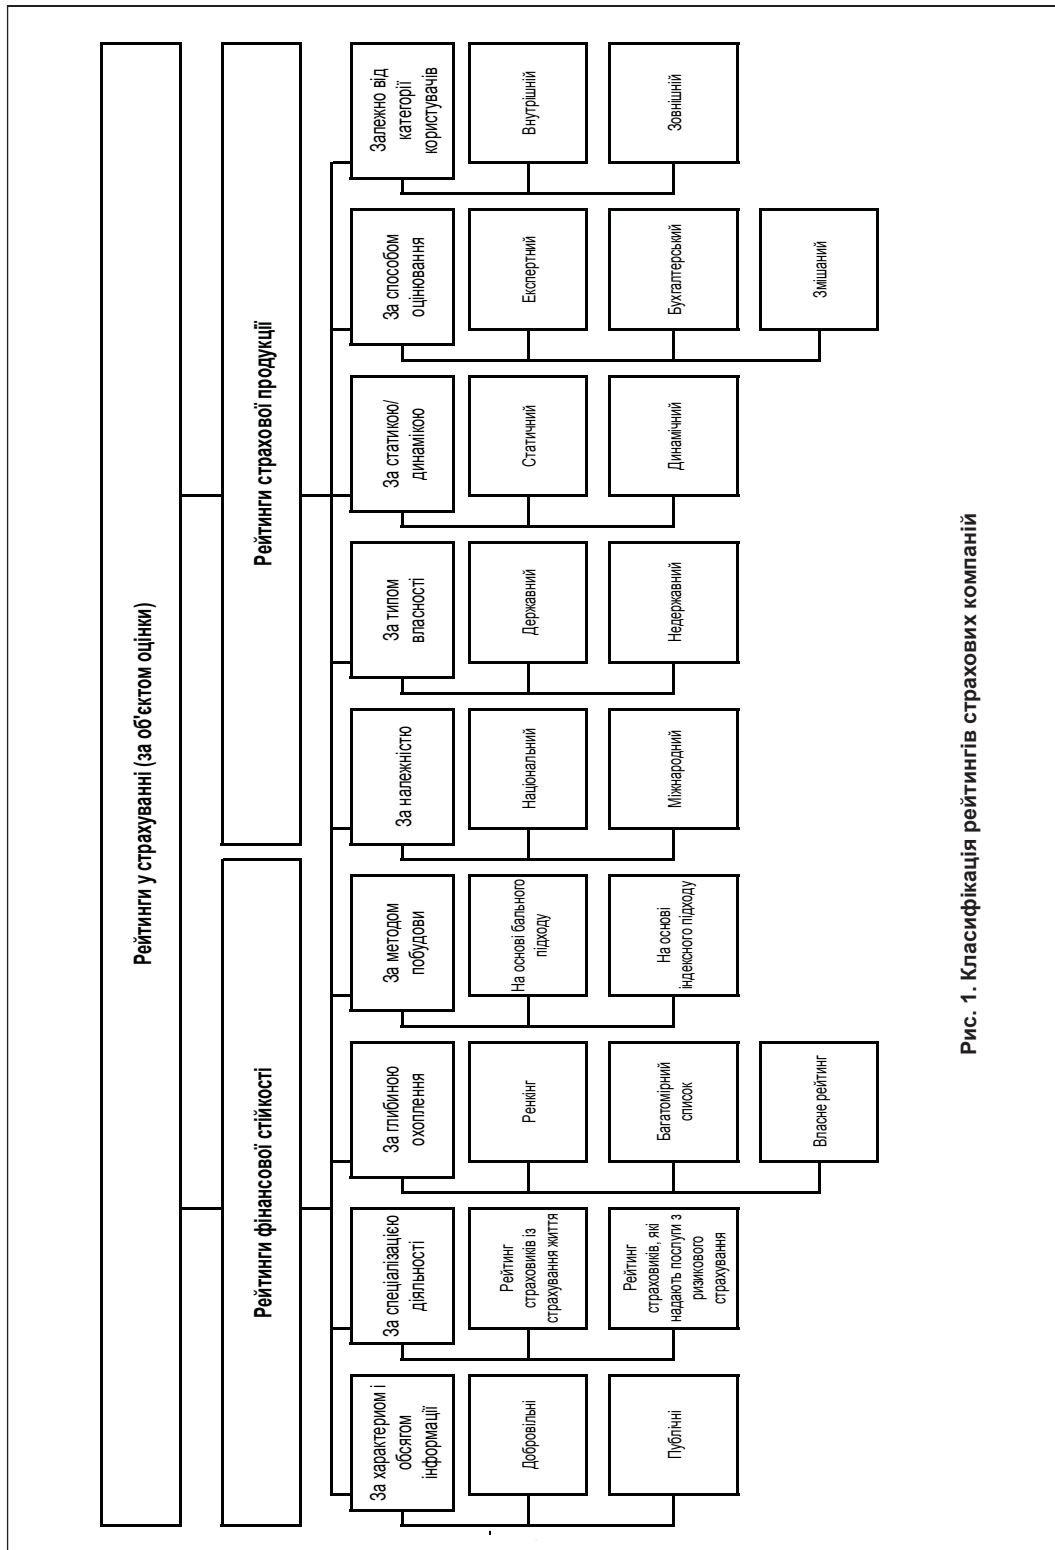 Рейтинги у страхуванні (за об'єктом оцінки)
Рейтинги фінансової стійкості
Рейтинги страхової продукції
За характериом і
обсягом
інформації
Добровільні
Публічні
За спеціалізацією
діяльності
Рейтинг
страховиків із
страхування життя
Рейтинг
страховиків, які
надають послуги з
ризикового
страхування
За глибиною
охоплення
Ренкінг
Багатомірний
список
Власне рейтинг
За методом
побудови
На основі бального
підходу
На основі
індексного підходу
За належністю
Національний
Міжнародний
За типом
власності
Державний
Недержавний
За статикою/
динамікою
Статичний
Динамічний
За способом
оцінювання
Експертний
Бухгалтерський
Змішаний
Залежно від
категорії
користувачів
Внутрішній
Зовнішній
Рис. 1. Класифікація рейтингів страхових компаній